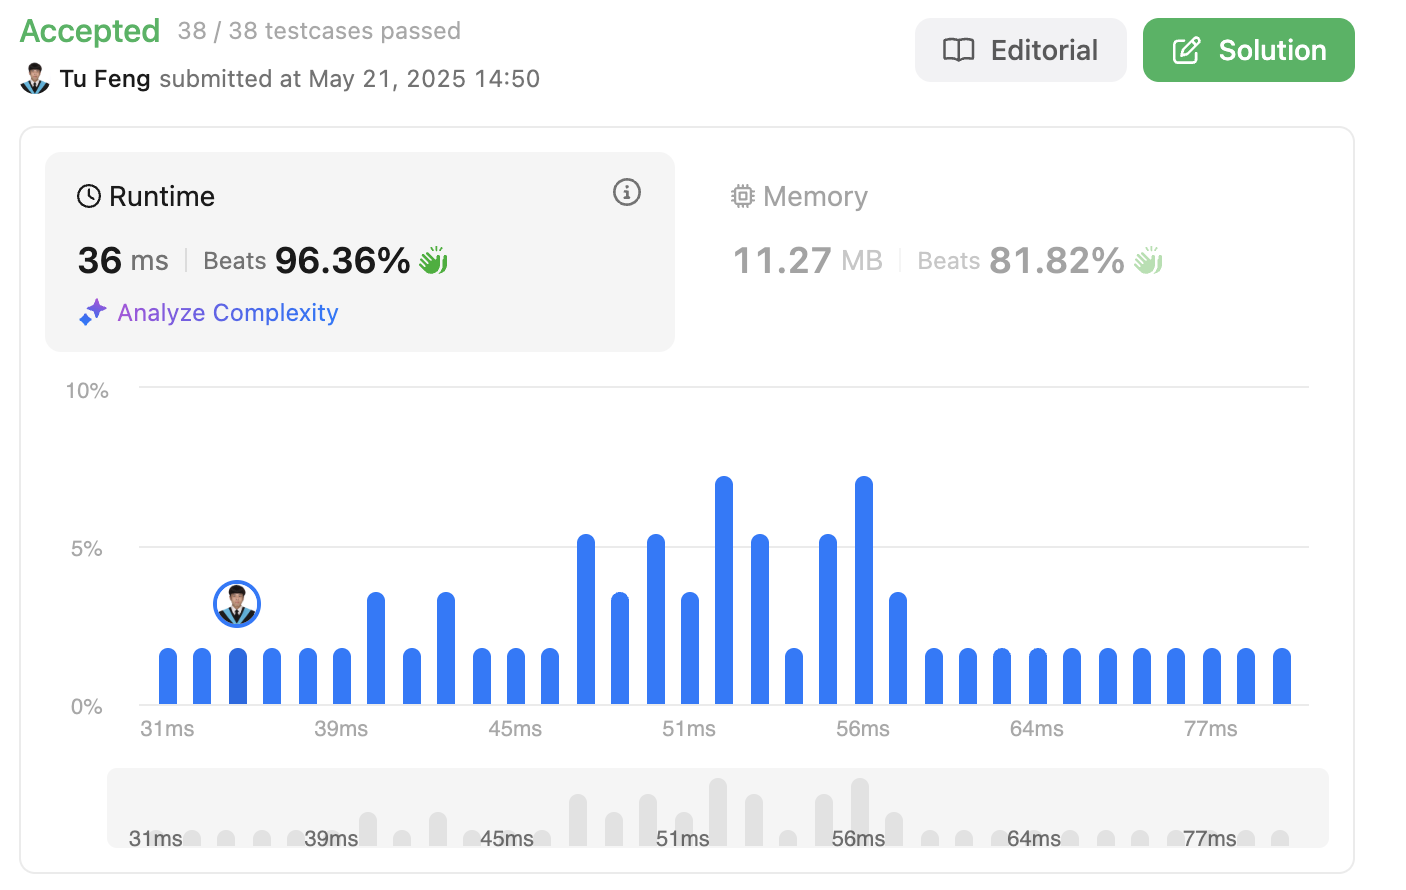 Accepted 38 / 38 testcases passed
Editorial
Solution
Tu Feng submitted at May 21, 2025 14:50
Runtime
36 ms Beats 96.36%
Analyze Complexity
Memory
11.27 MB Beats 81.82%
10%
5%
0%
31ms 39ms 45ms 51ms 56ms 64ms 77ms
31ms 39ms 45ms 51ms 56ms 64ms 77ms